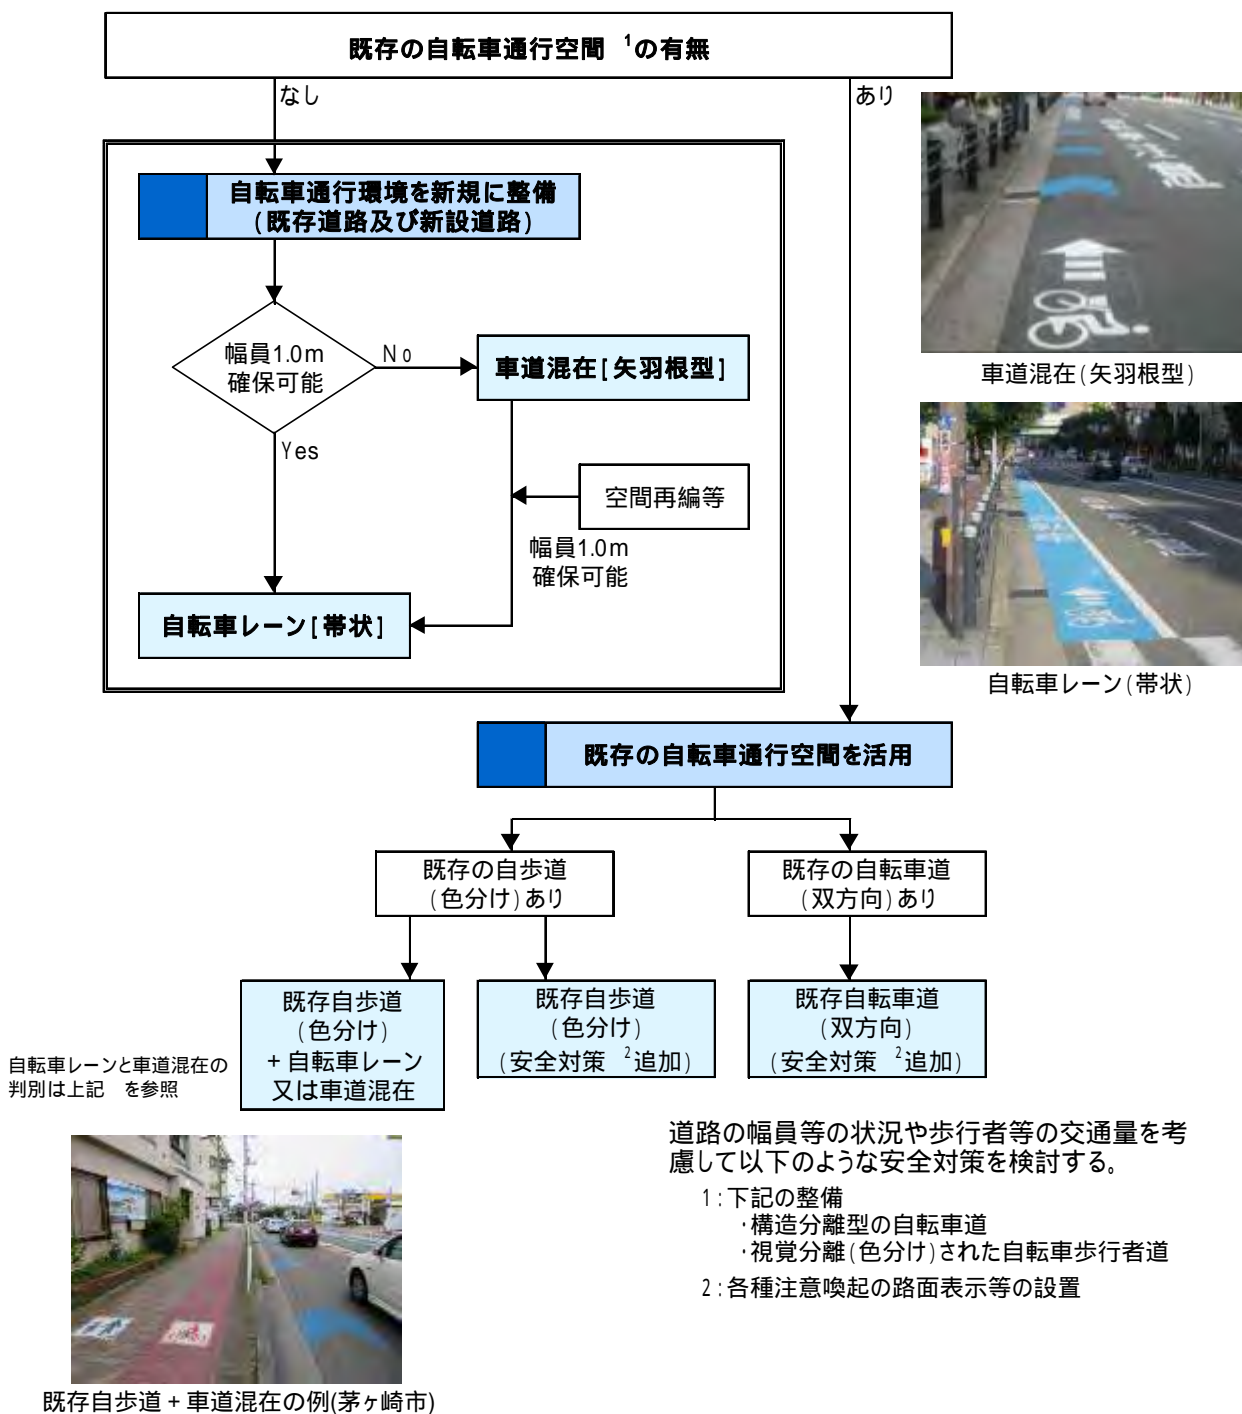 既存の自転車通行空間 1の有無
なし
あり
自転車通行環境を新規に整備
(既存道路及び新設道路)
幅員1.0m
確保可能
No
車道混在[矢羽根型]
Yes
空間再編等
幅員1.0m
確保可能
自転車レーン[帯状]
車道混在(矢羽根型)
自転車レーン(帯状)
既存の自転車通行空間を活用
既存の自歩道
(色分け)あり
既存の自転車道
(双方向)あり
既存自歩道
(色分け)
+自転車レーン
又は車道混在
既存自歩道
(色分け)
(安全対策 2追加)
既存自転車道
(双方向)
(安全対策 2追加)
自転車レーンと車道混在の
判別は上記 を参照
道路の幅員等の状況や歩行者等の交通量を考
慮して以下のような安全対策を検討する。
1:下記の整備
・構造分離型の自転車道
・視覚分離(色分け)された自転車歩行者道
2:各種注意喚起の路面表示等の設置
既存自歩道+車道混在の例(茅ヶ崎市)